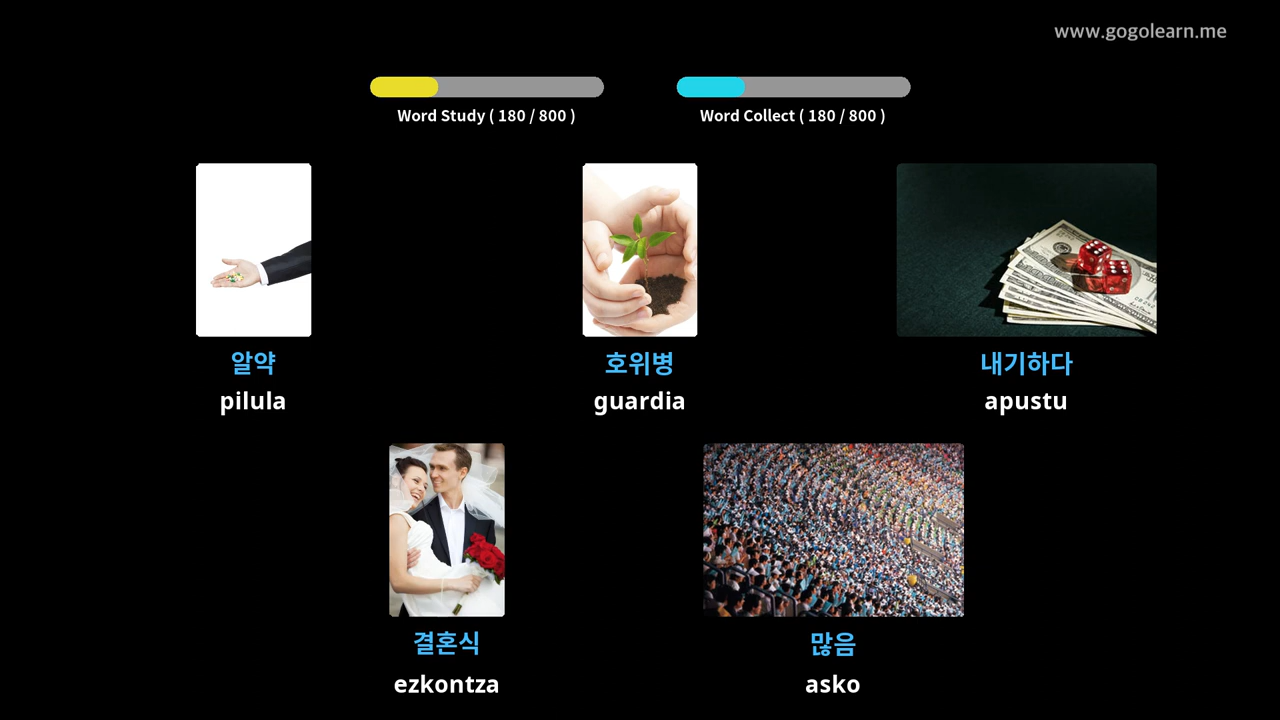 www.gogolearn.me
Word Study ( 180 / 800 )
Word Collect ( 180 / 800 )
알약
pilula
호위병
guardia
내기하다
apustu
결혼식
ezkontza
많음
asko